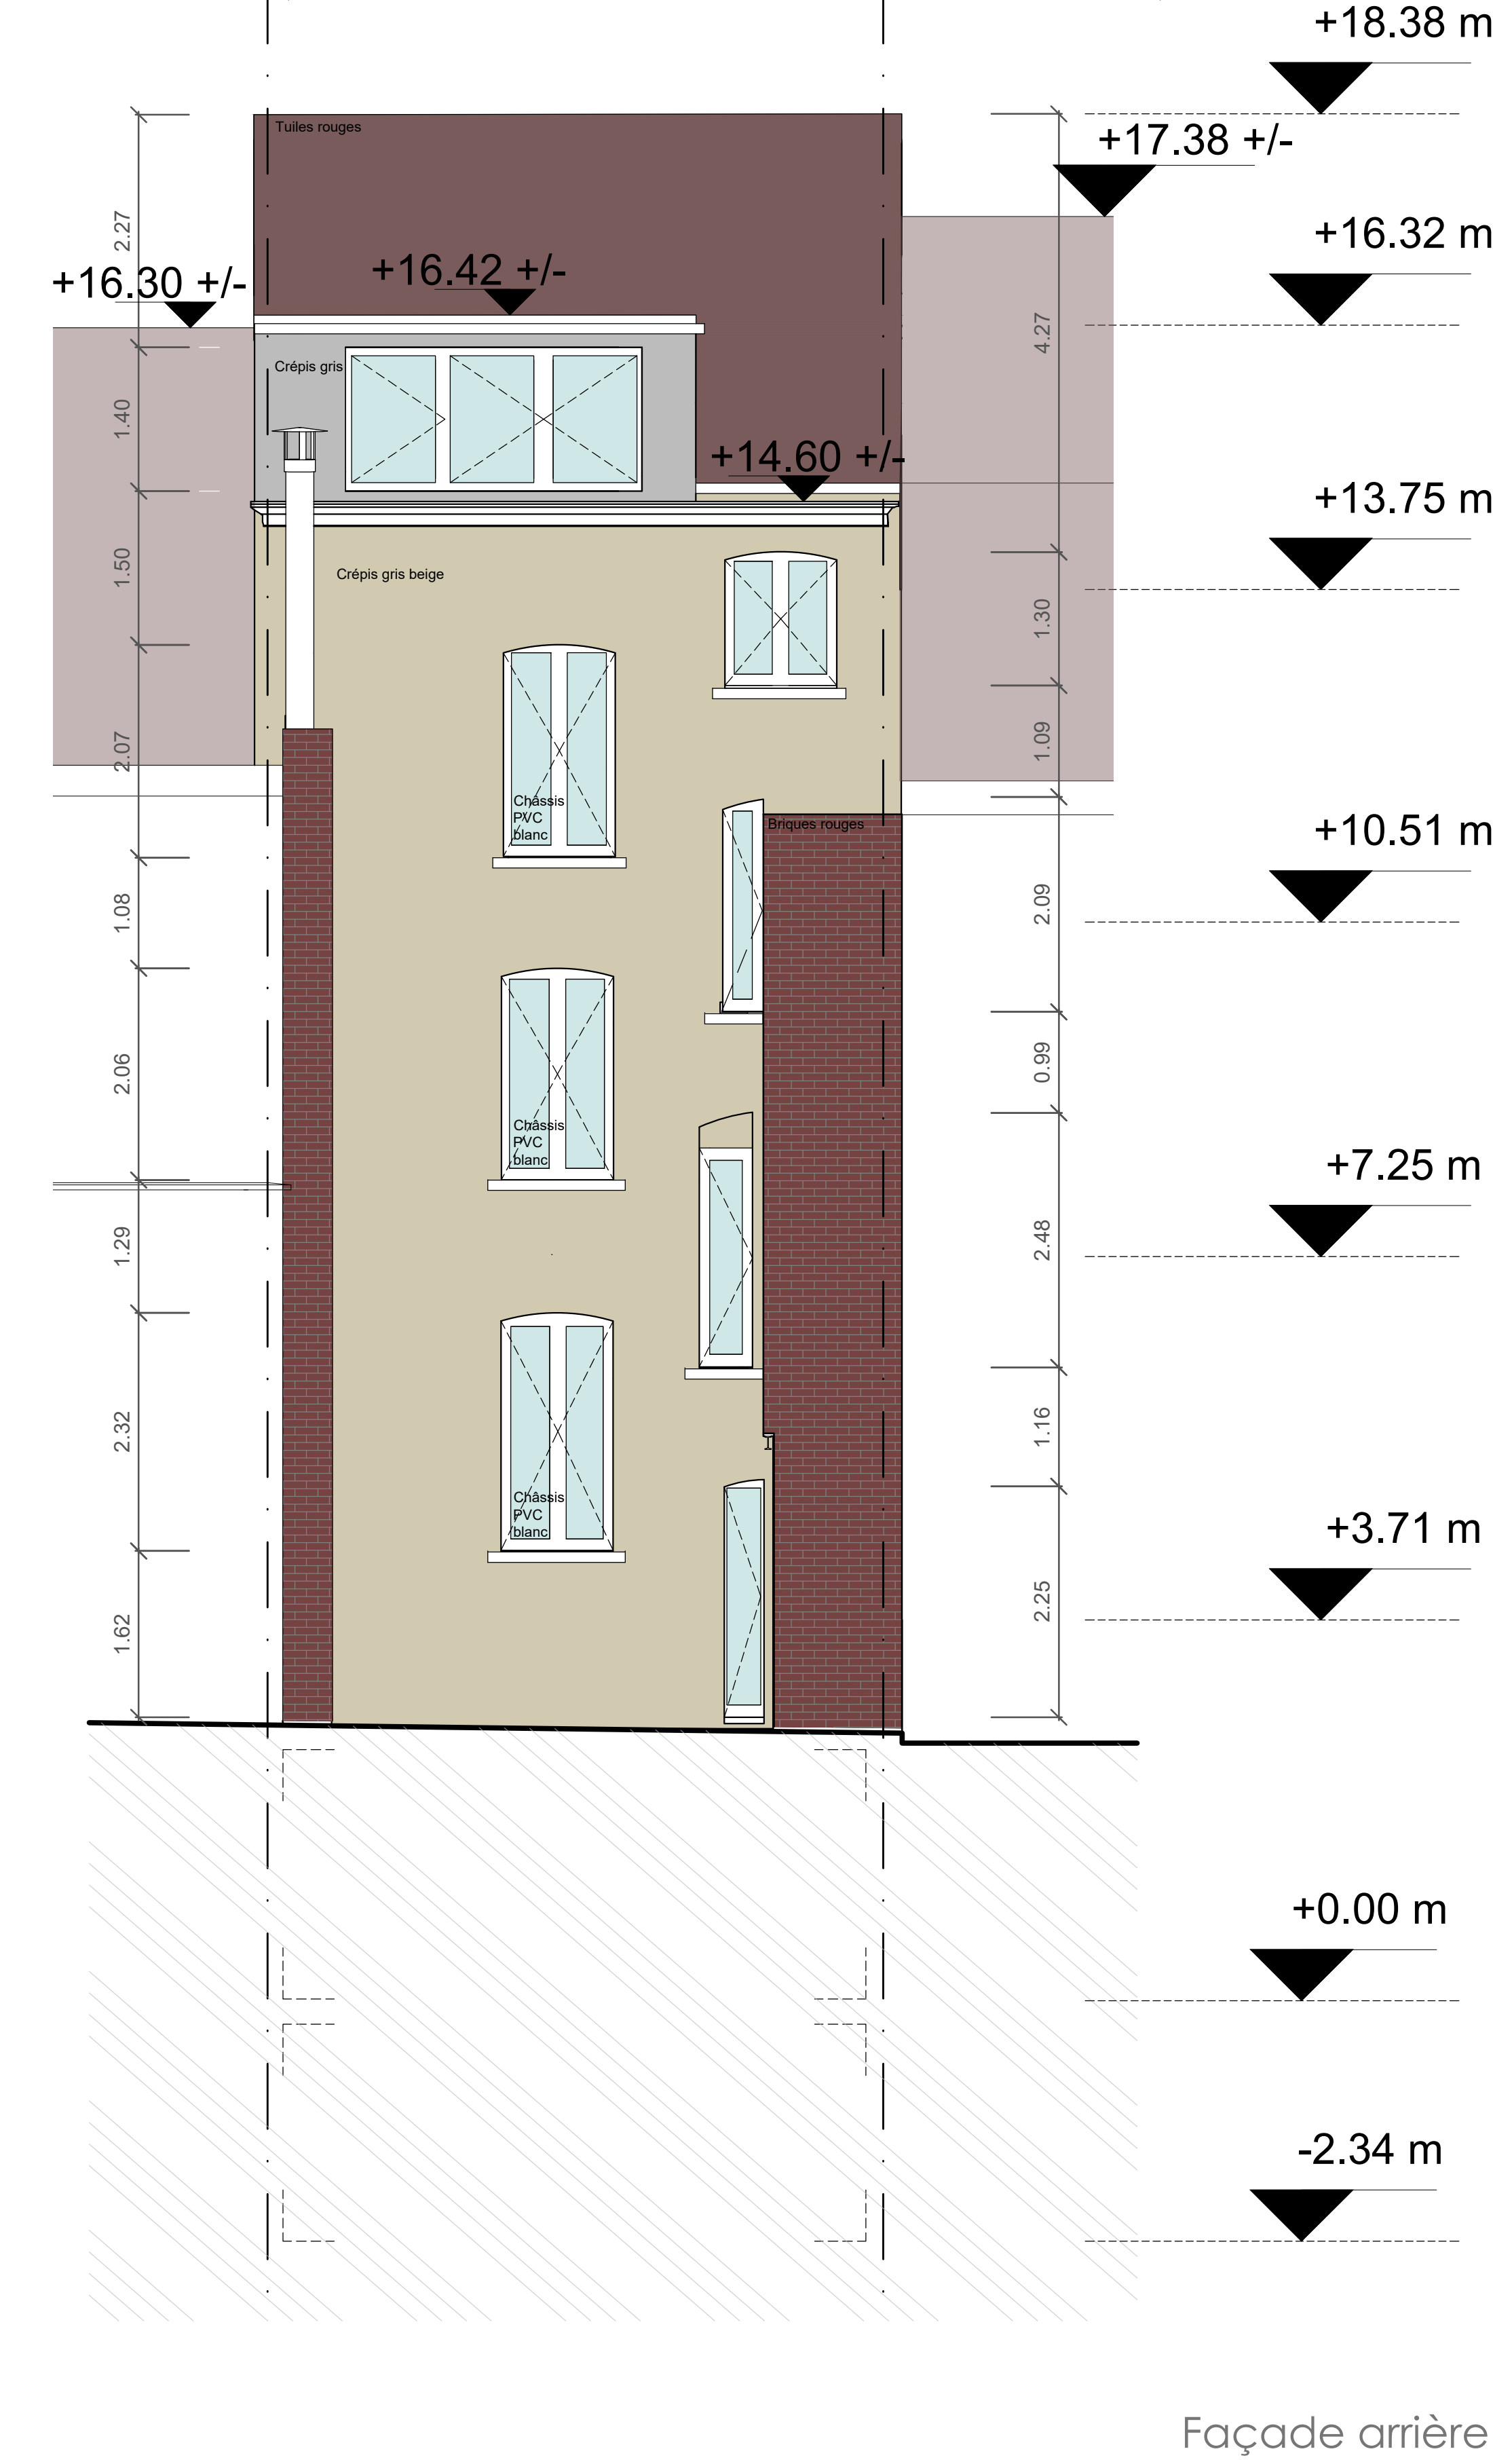 +18.38 m
Tuiles rouges
+17.38 +/-
2.27
+16.32 m
+16.30 +/-
+16.42 +/-
4.27
Crépis gris
1.40
+14.60 +/-
+13.75 m
1.50
Crépis gris beige
1.30
2.07
1.09
Châssis
PVC
blanc
Briques rouges
+10.51 m
1.08
2.09
2.06
0.99
Châssis
PVC
blanc
+7.25 m
1.29
2.48
2.32
1.16
Châssis
PVC
blanc
+3.71 m
1.62
2.25
+0.00 m
-2.34 m
Façade arrière